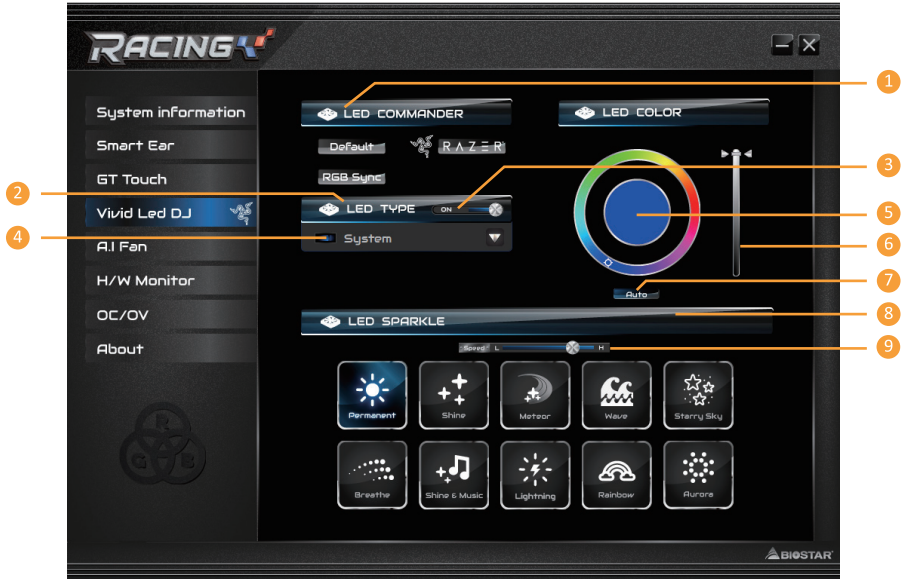 RACING
1
System information
LED COMMANDER
LED COLOR
Smart Ear
Default
RAZER
3
GT Touch
RGB Sync
2
LED TYPE
ON
Vivid Led DJ
5
4
System
6
A.I Fan
H/W Monitor
7
Auto
OC/OV
LED SPARKLE
8
About
Speed
L
H
9
Permanent
Shine
Meteor
Wave
Starry Sky
R
G
B
Breathe
Shine & Music
Lightning
Rainbow
Aurora
BIOSTAR